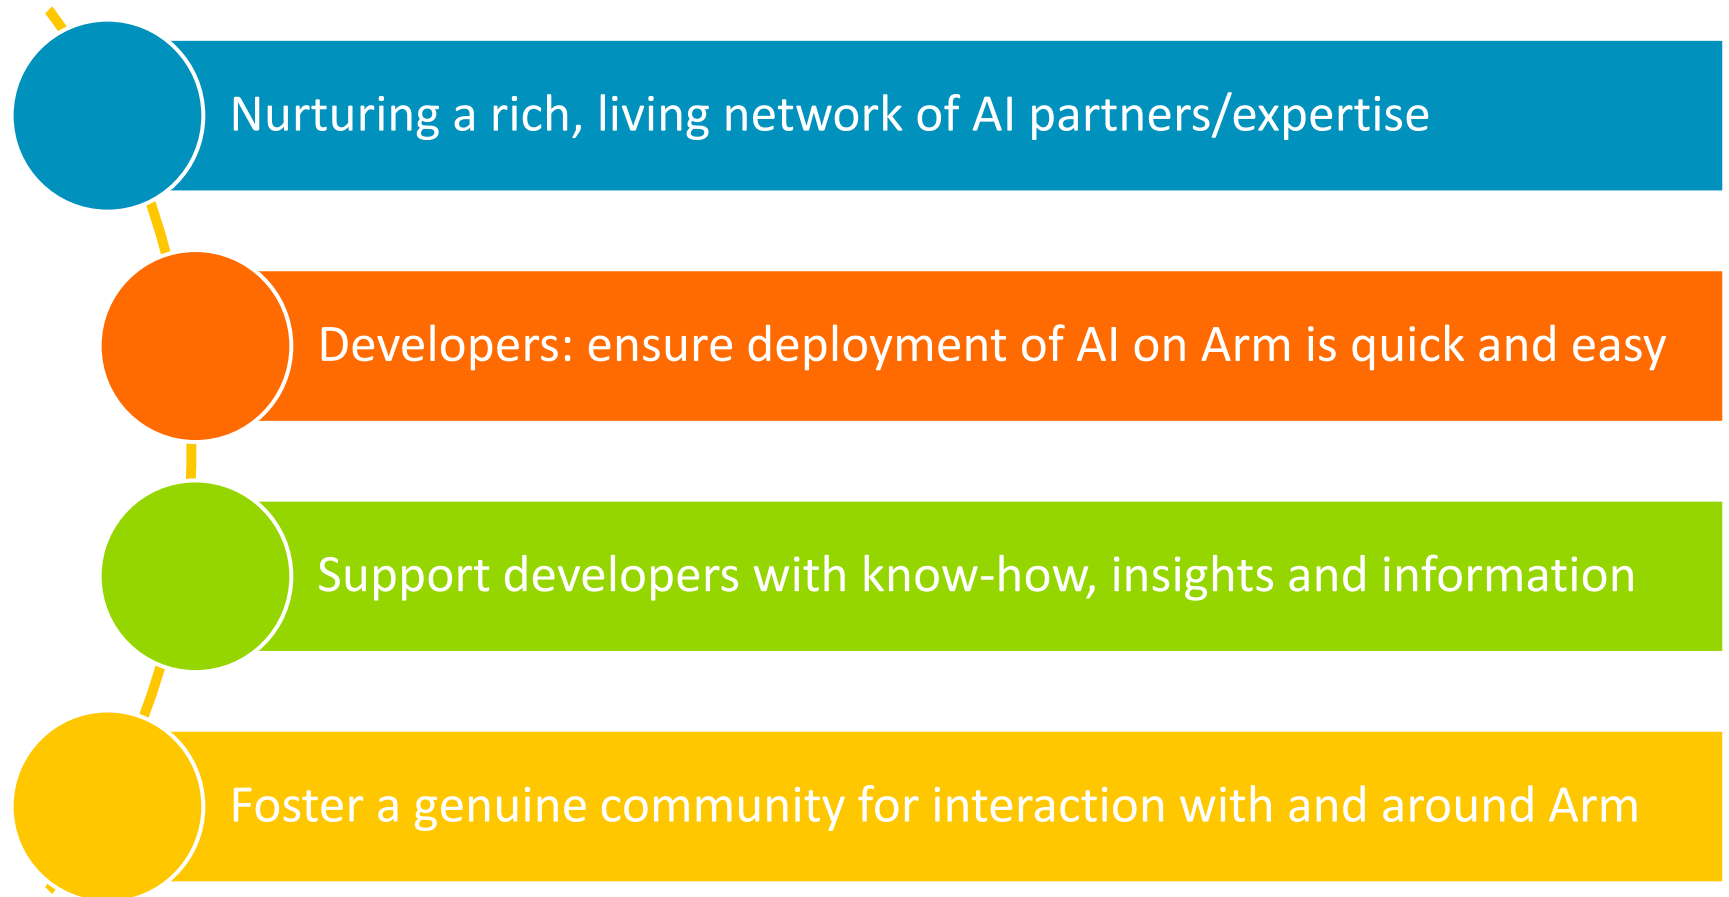 Nurturing a rich, living network of AI partners/expertise
Developers: ensure deployment of AI on Arm is quick and easy
Support developers with know-how, insights and information
Foster a genuine community for interaction with and around Arm